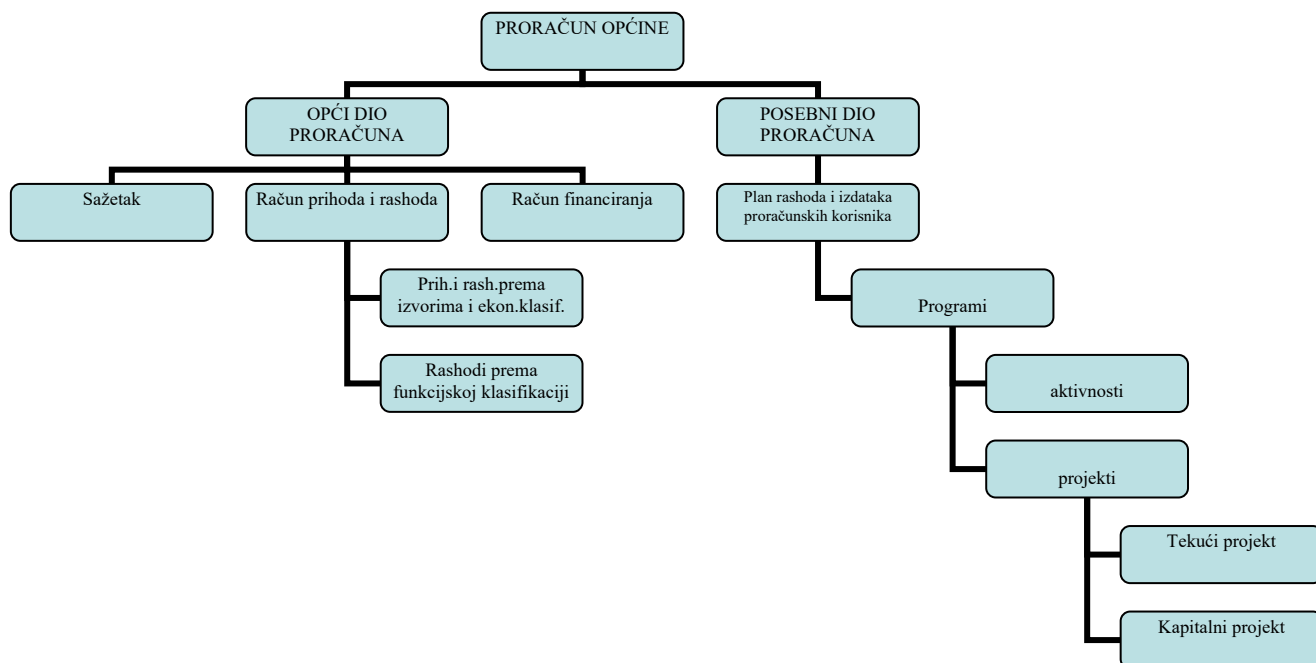 PRORAČUN OPĆINE
OPĆI DIO
PRORAČUNA
POSEBNI DIO
PRORAČUNA
Sažetak
Račun prihoda i rashoda
Račun financiranja
Plan rashoda i izdataka
proračunskih korisnika
Prih.i rash.prema
izvorima i ekon.klasif.
Programi
Rashodi prema
funkcijskoj klasifikaciji
aktivnosti
projekti
Tekući projekt
Kapitalni projekt